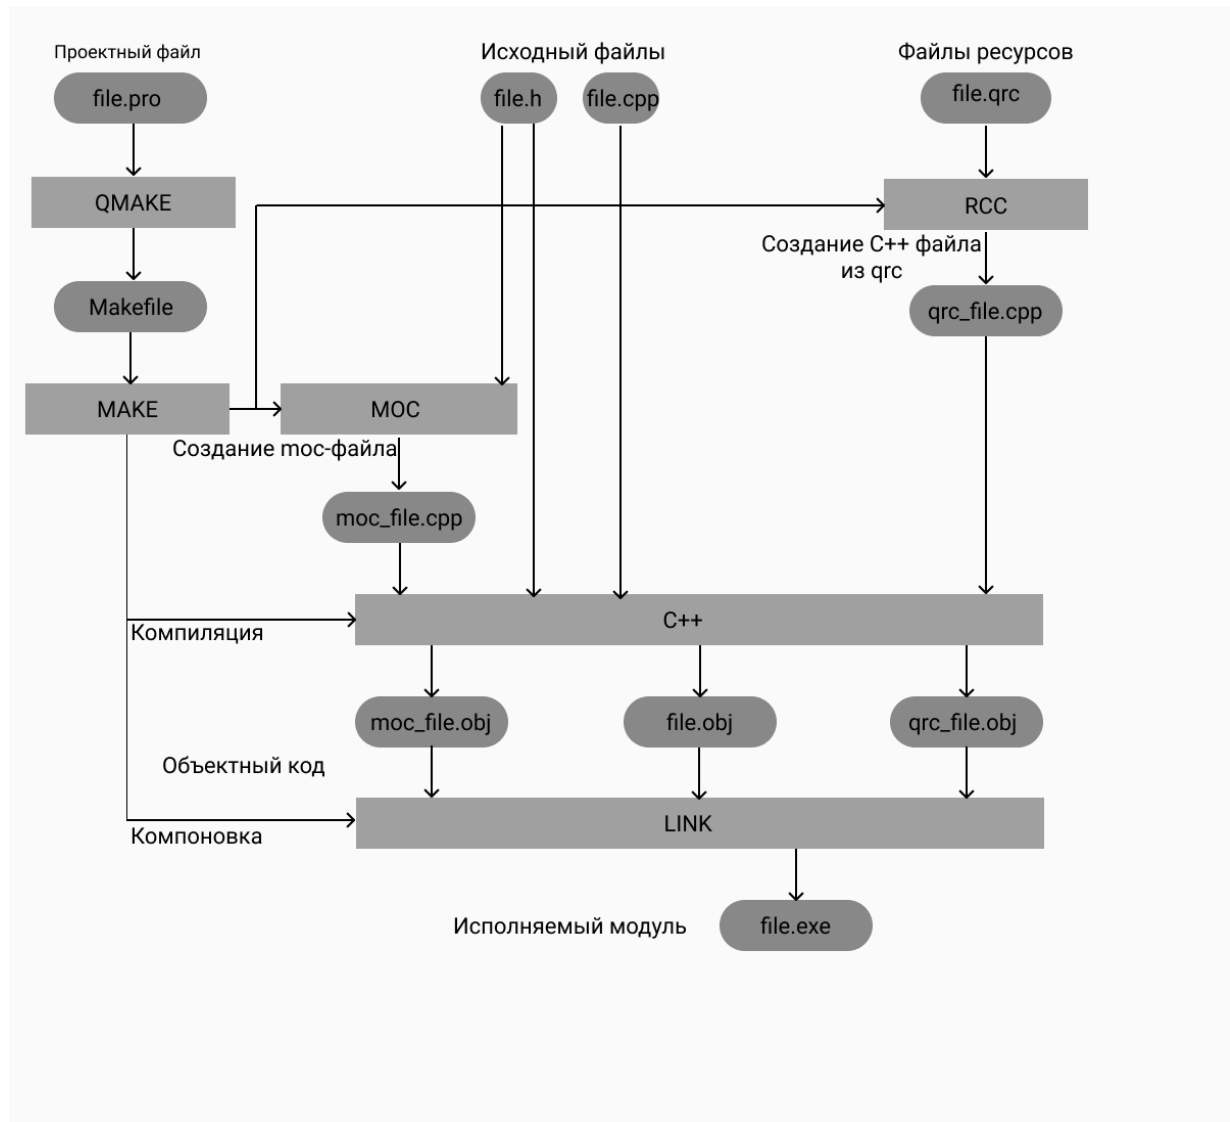 Проектный файл
Исходный файлы
Файлы ресурсов
file.pro
file.h
file.cpp
file.qrc
QMAKE
RCC
Создание C++ файла
из qrc
Makefile
qrc_file.cpp
MAKE
MOC
Создание moc-файла
moc_file.cpp
C++
Компиляция
moc_file.obj
file.obj
qrc_file.obj
Объектный код
LINK
Компоновка
Исполняемый модуль
file.exe